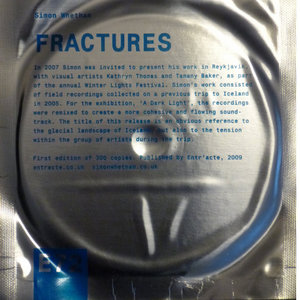 Simon Whetham
FRACTURES
In 2007 Simon was invited to present his work in Reykjavik,
with visual artists Kathryn Thomas and Tammany Baker, as part
of the annual Winter Lights Festival. Simon's work consisted
of field recordings collected on a previous trip to Iceland
in 2005. For the exhibition, 'A Dark Light', the recordings
were remixed to create a more cohesive and flowing sound-
track. The title of this release is an obvious reference to
the glacial landscape of Iceland, but also to the tension
within the group of artists during the trip.
First edition of 300 copies. Published by Entr'acte, 2009
entracte.co.uk simonwhetham.co.uk